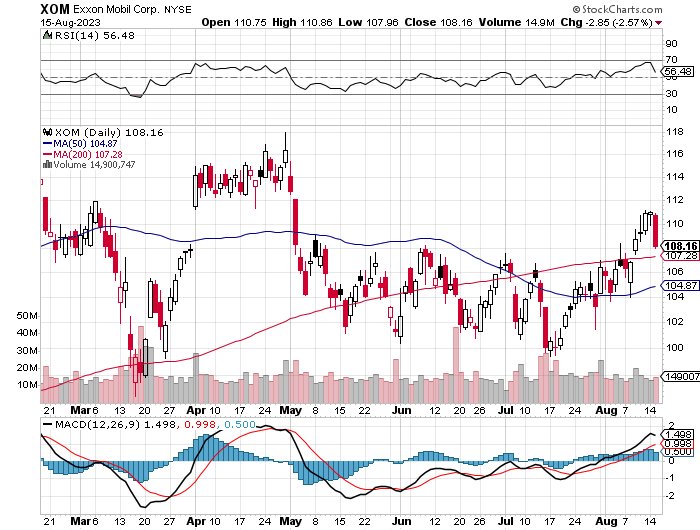 XOM Exxon Mobil Corp. NYSE © StockCharts.com
15-Aug-2023 Open 110.75 High 110.86 Low 107.96 Close 108.16 Volume 14.9M Chg -2.85 (-2.57%)
RSI(14) 56.48
90
70
56.48
50
30
10
XOM (Daily) 108.16
MA(50) 104.87
MA(200) 107.28
Volume 14,900,747
118
116
114
112
110
108.16
107.28
106
104.87
104
102
100
50M
40M
30M
20M
10M
149007
21 Mar 6 13 20 27 Apr 10 17 24 May 8 15 22 Jun 12 20 26 Jul 10 17 24 Aug 7 14
MACD(12,26,9) 1.498, 0.998, 0.500
2
1.498
0.998
0.500
0
-1
-2
21 Mar 6 13 20 27 Apr 10 17 24 May 8 15 22 Jun 12 20 26 Jul 10 17 24 Aug 7 14